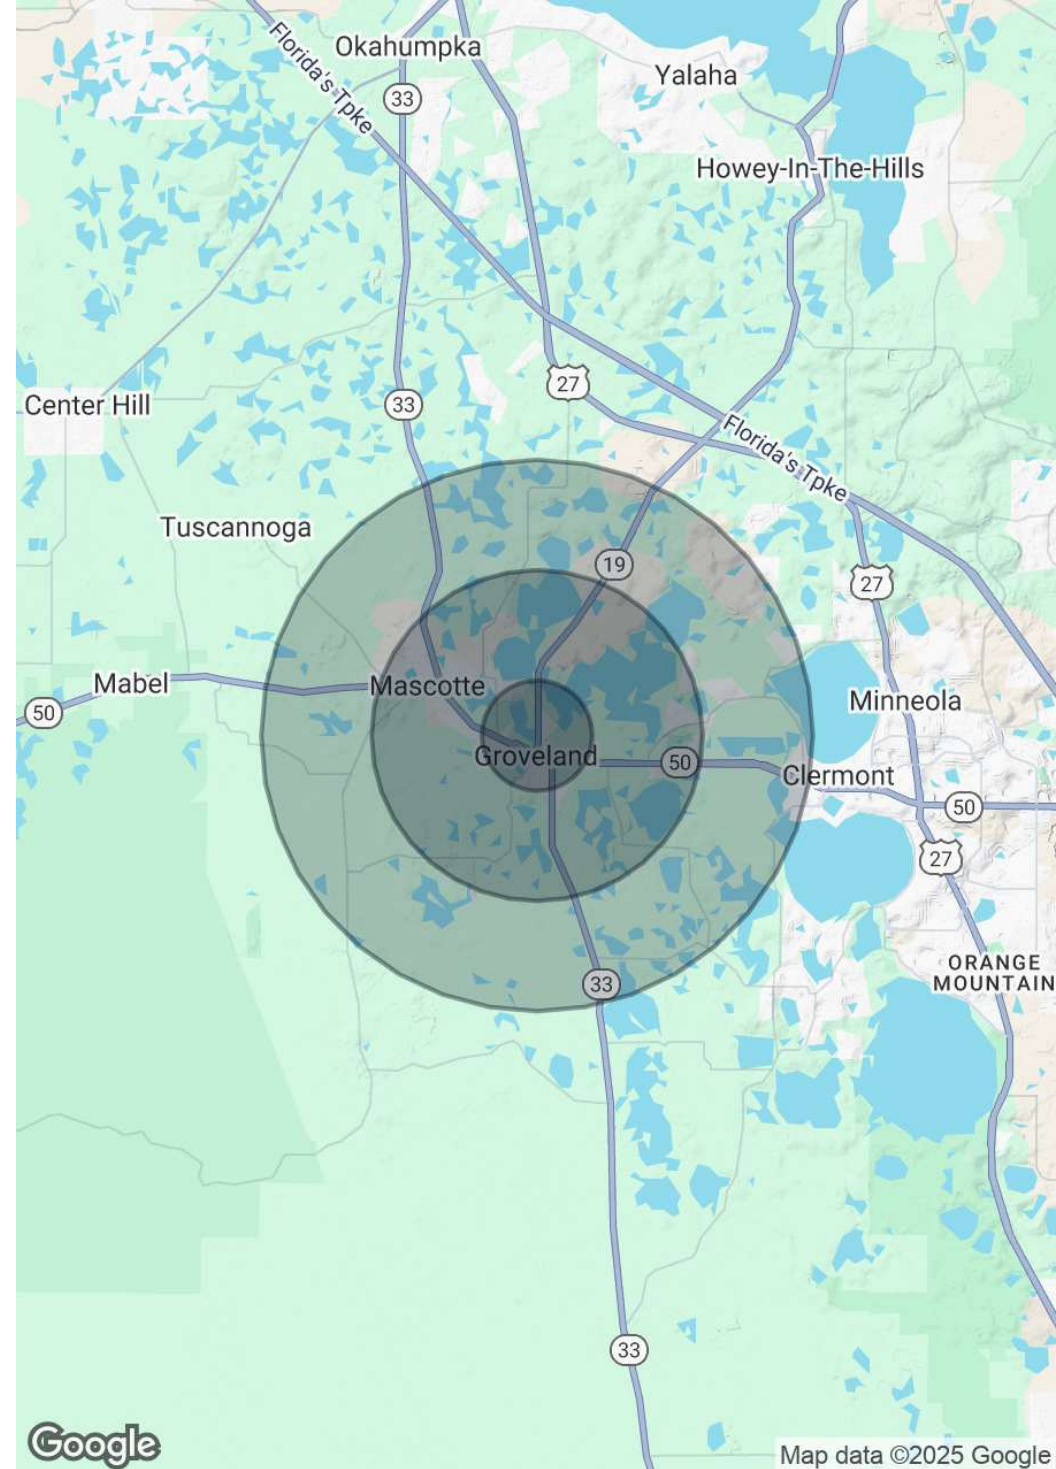 Okahumpka
Yalaha
Florida's Tpke
33
Howey-In-The-Hills
27
Center Hill
33
Florida's Tpke
Tuscannoga
19
27
Mabel
Mascotte
Minneola
50
Groveland
50
Clermont
50
27
ORANGE
MOUNTAIN
33
33
Google
Map data ©2025 Google